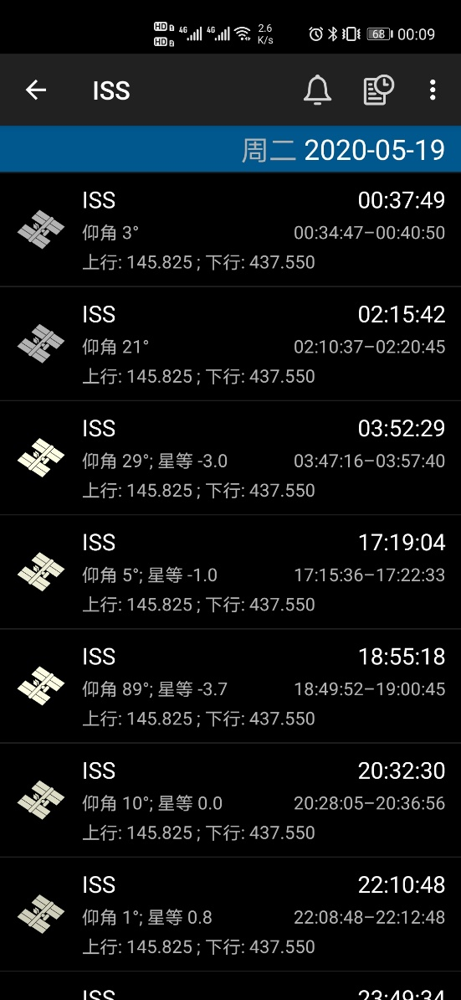 HD 1 4G 4G 2.6 K/s 68 00:09
HD 2
ISS
周二 2020-05-19
ISS 00:37:49
仰角 3° 00:34:47–00:40:50
上行: 145.825 ; 下行: 437.550
ISS 02:15:42
仰角 21° 02:10:37–02:20:45
上行: 145.825 ; 下行: 437.550
ISS 03:52:29
仰角 29°; 星等 -3.0 03:47:16–03:57:40
上行: 145.825 ; 下行: 437.550
ISS 17:19:04
仰角 5°; 星等 -1.0 17:15:36–17:22:33
上行: 145.825 ; 下行: 437.550
ISS 18:55:18
仰角 89°; 星等 -3.7 18:49:52–19:00:45
上行: 145.825 ; 下行: 437.550
ISS 20:32:30
仰角 10°; 星等 0.0 20:28:05–20:36:56
上行: 145.825 ; 下行: 437.550
ISS 22:10:48
仰角 1°; 星等 0.8 22:08:48–22:12:48
上行: 145.825 ; 下行: 437.550
ISS 23:49:34